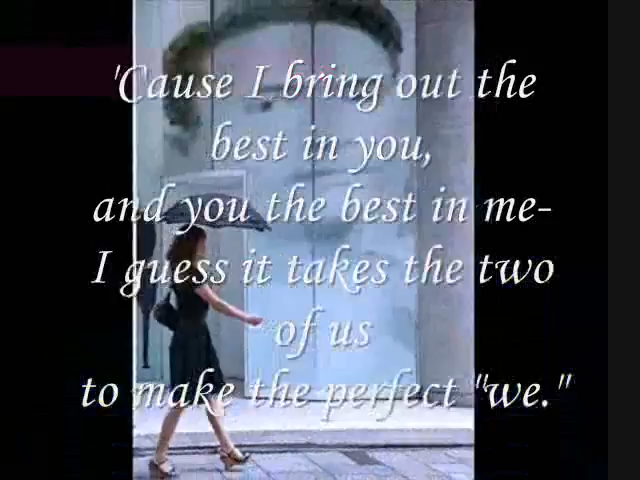 'Cause I bring out the
best in you,
and you the best in me-
I guess it takes the two
of us
to make the perfect "we."